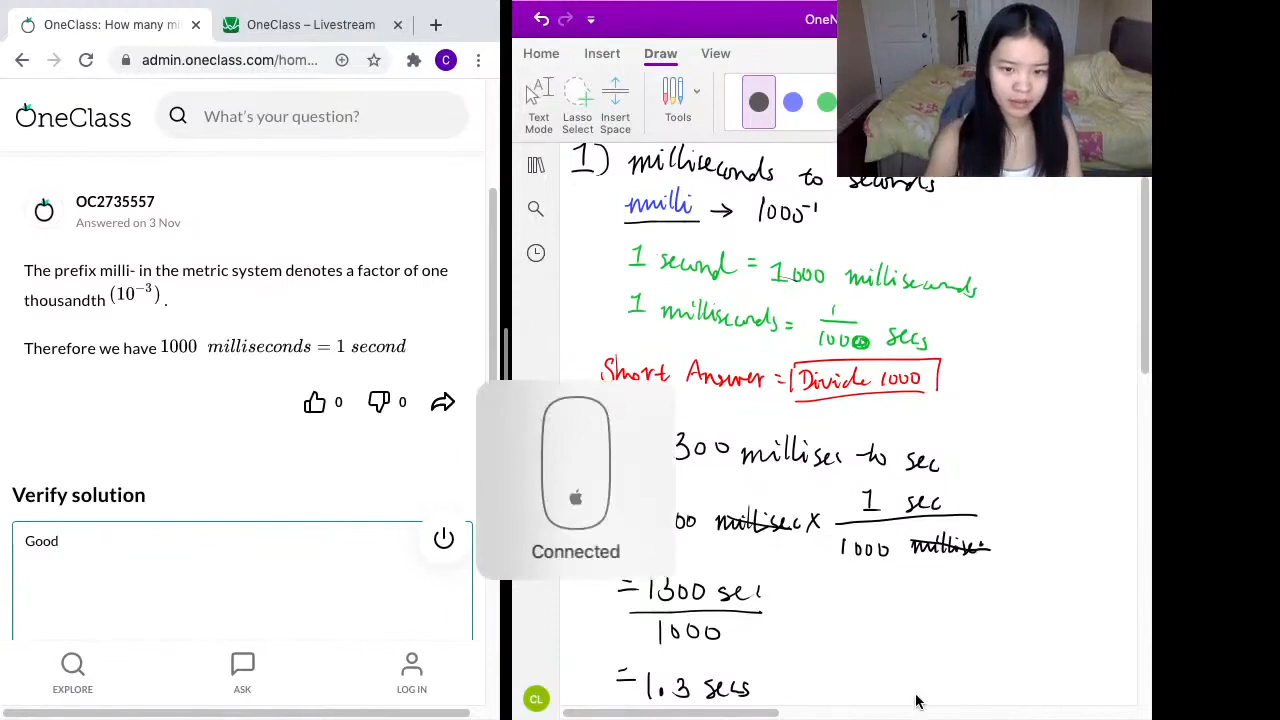 OneClass: How many mi
OneClass – Livestream
admin.oneclass.com/hom...
C
OneClass
What's your question?
OC2735557
Answered on 3 Nov
The prefix milli- in the metric system denotes a factor of one
thousandth (10⁻³) .
Therefore we have 1000 milliseconds = 1 second
0
0
Verify solution
Good
EXPLORE
ASK
LOG IN
OneN
Home
Insert
Draw
View
Text Mode
Lasso Select
Insert Space
Tools
1) milliseconds to seconds
milli → 1000⁻¹
1 second = 1000 milliseconds
1 milliseconds = 1/1000 secs
Short Answer = Divide 1000
300 millisec to sec
00 millisec x 1 sec
1000 millisec
= 1300 sec
1000
= 1.3 secs
Connected
CL